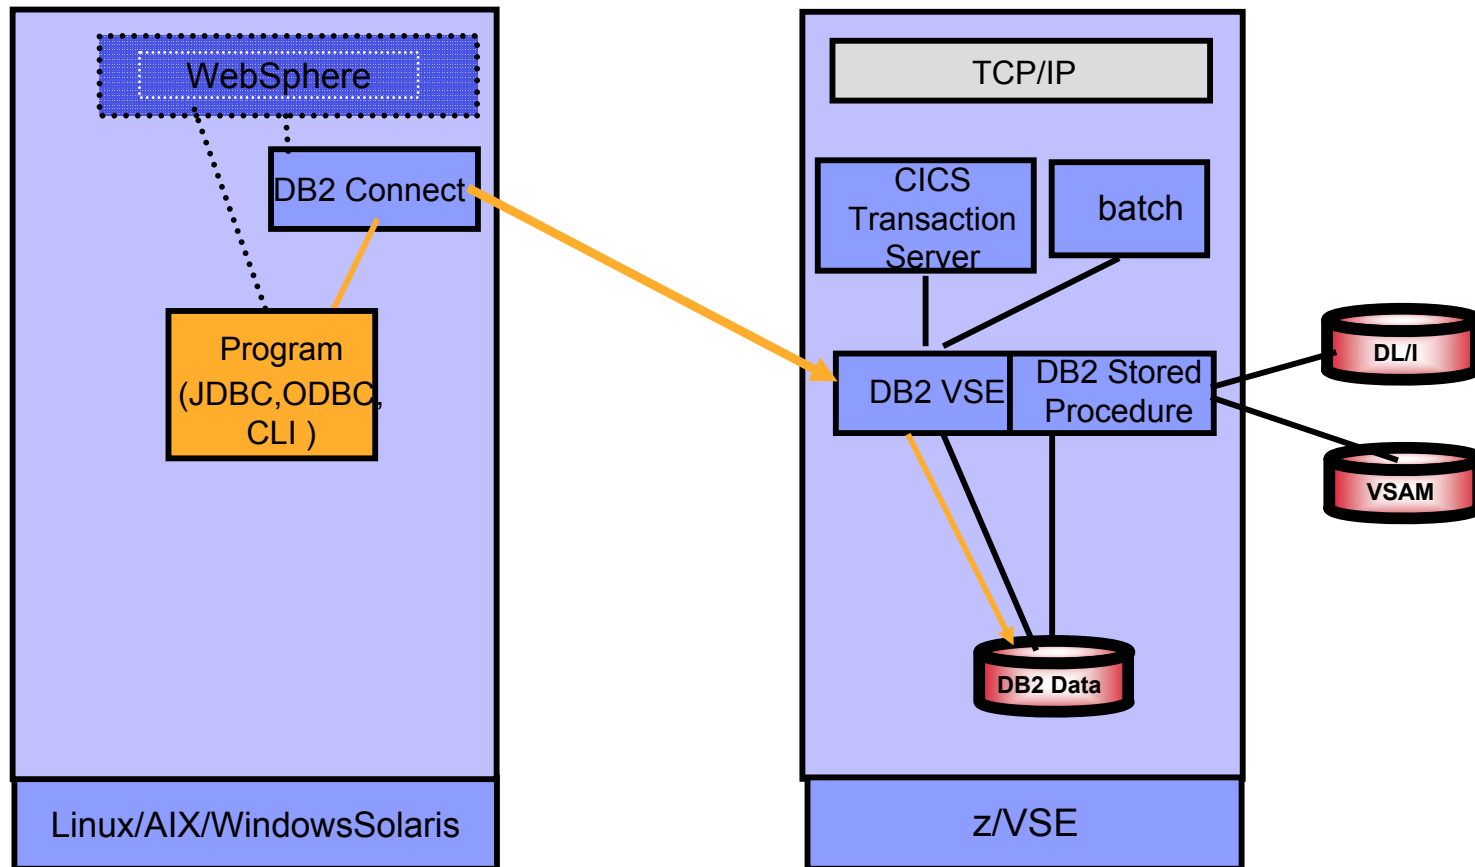 WebSphere
DB2 Connect
Program
(JDBC,ODBC,
CLI )
Linux/AIX/WindowsSolaris
TCP/IP
CICS
Transaction
Server
batch
DB2 VSE
DB2 Stored
Procedure
DL/I
VSAM
DB2 Data
z/VSE